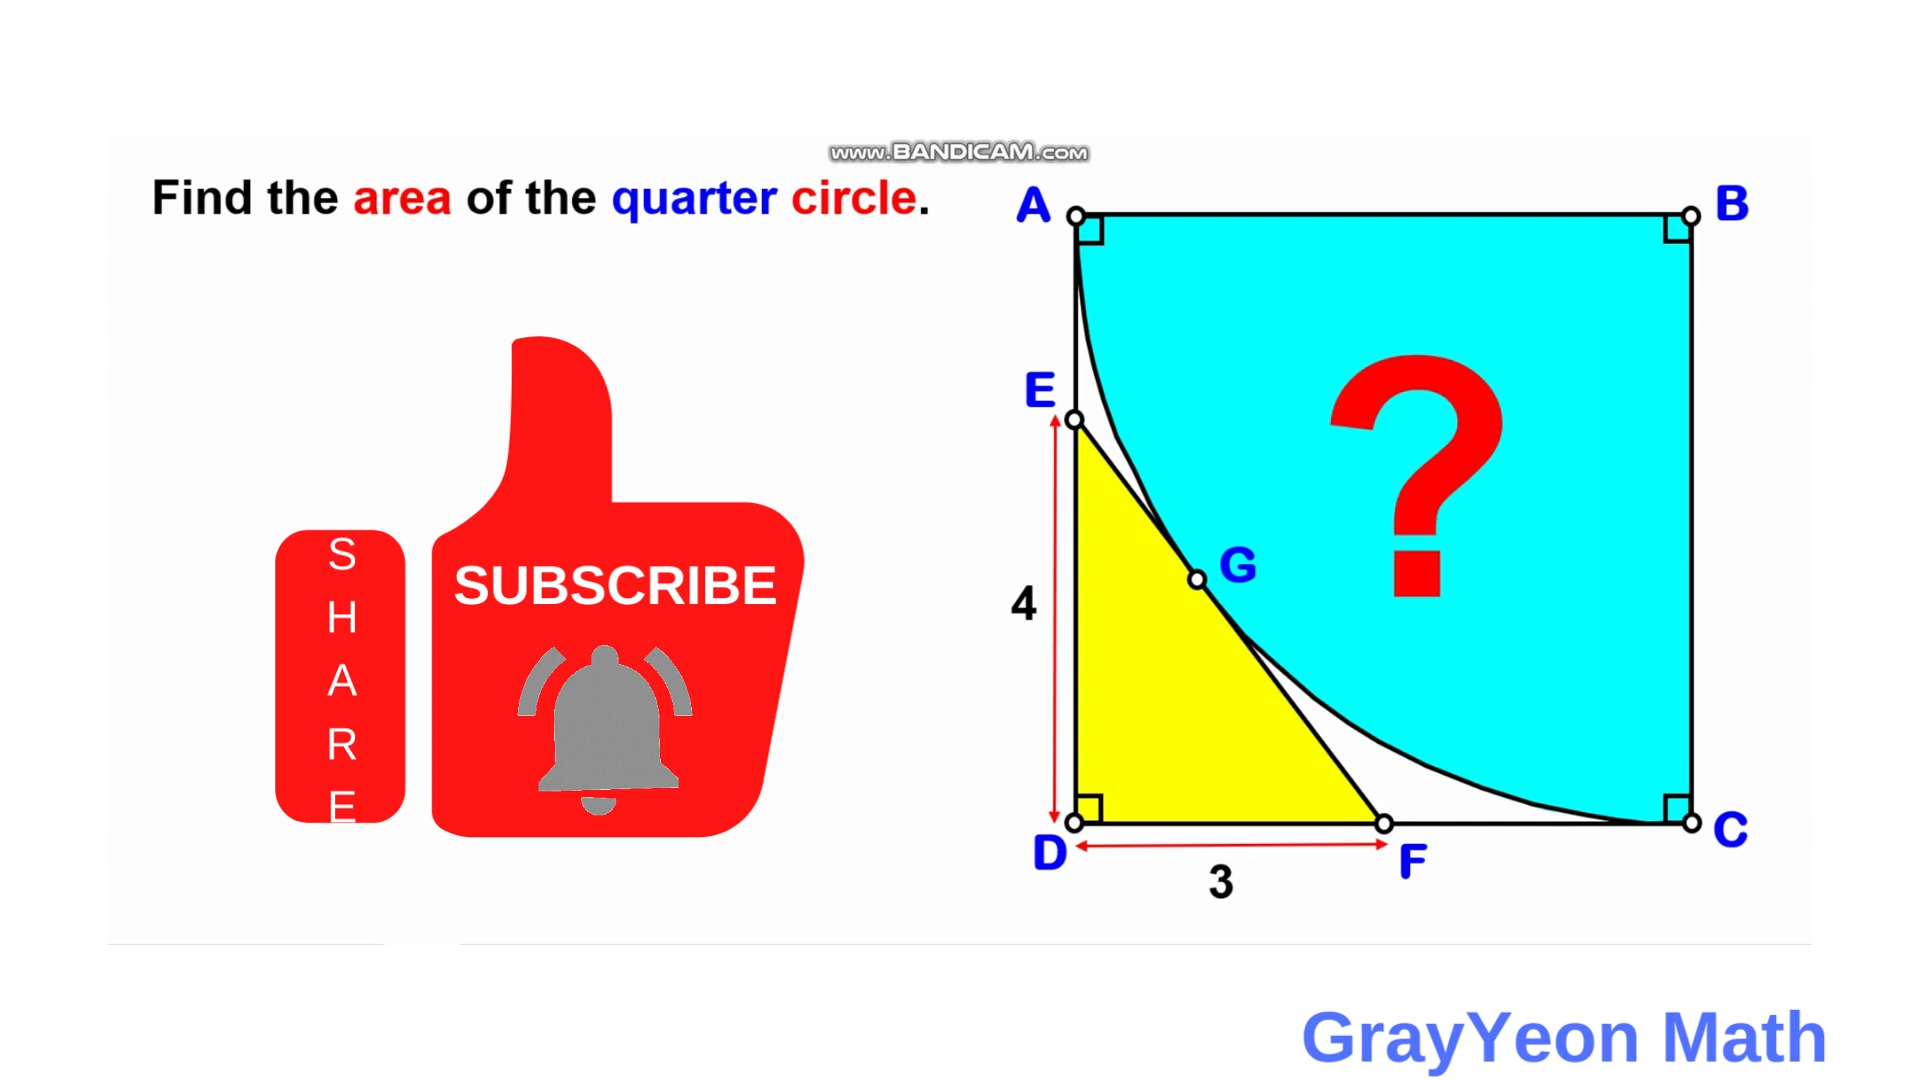 www.BANDICAM.com
Find the area of the quarter circle.
A
B
E
G
4
?
D
F
C
3
S
H
A
R
E
SUBSCRIBE
GrayYeon Math